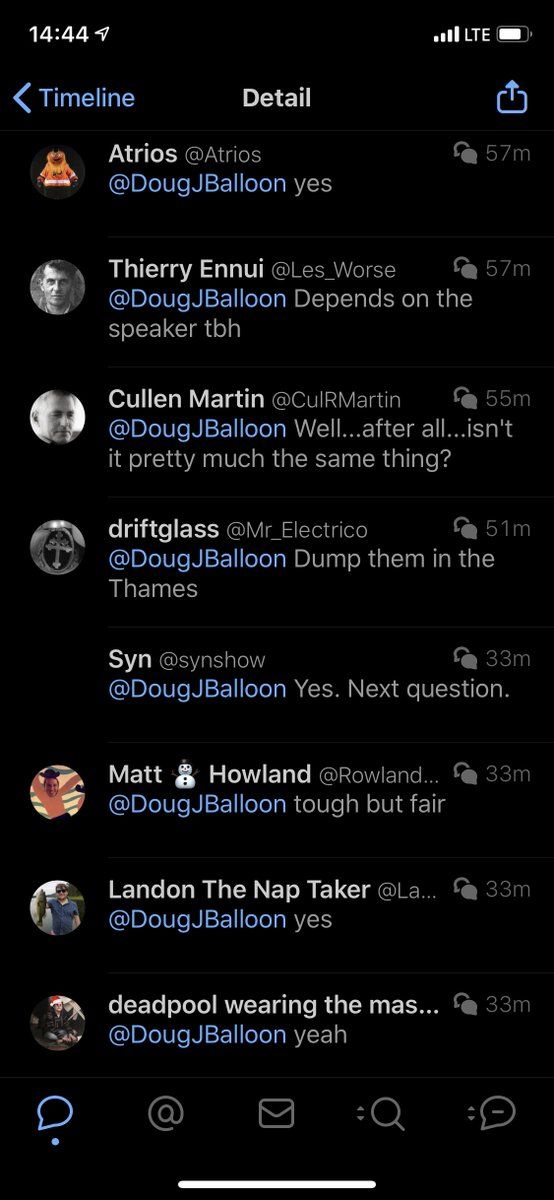 14:44 LTE
Timeline Detail
Atrios @Atrios 57m
@DougJBalloon yes
Thierry Ennui @Les_Worse 57m
@DougJBalloon Depends on the
speaker tbh
Cullen Martin @CulRMartin 55m
@DougJBalloon Well...after all...isn't
it pretty much the same thing?
driftglass @Mr_Electrico 51m
@DougJBalloon Dump them in the
Thames
Syn @synshow 33m
@DougJBalloon Yes. Next question.
Matt ☃️ Howland @Rowland... 33m
@DougJBalloon tough but fair
Landon The Nap Taker @La... 33m
@DougJBalloon yes
deadpool wearing the mas... 33m
@DougJBalloon yeah